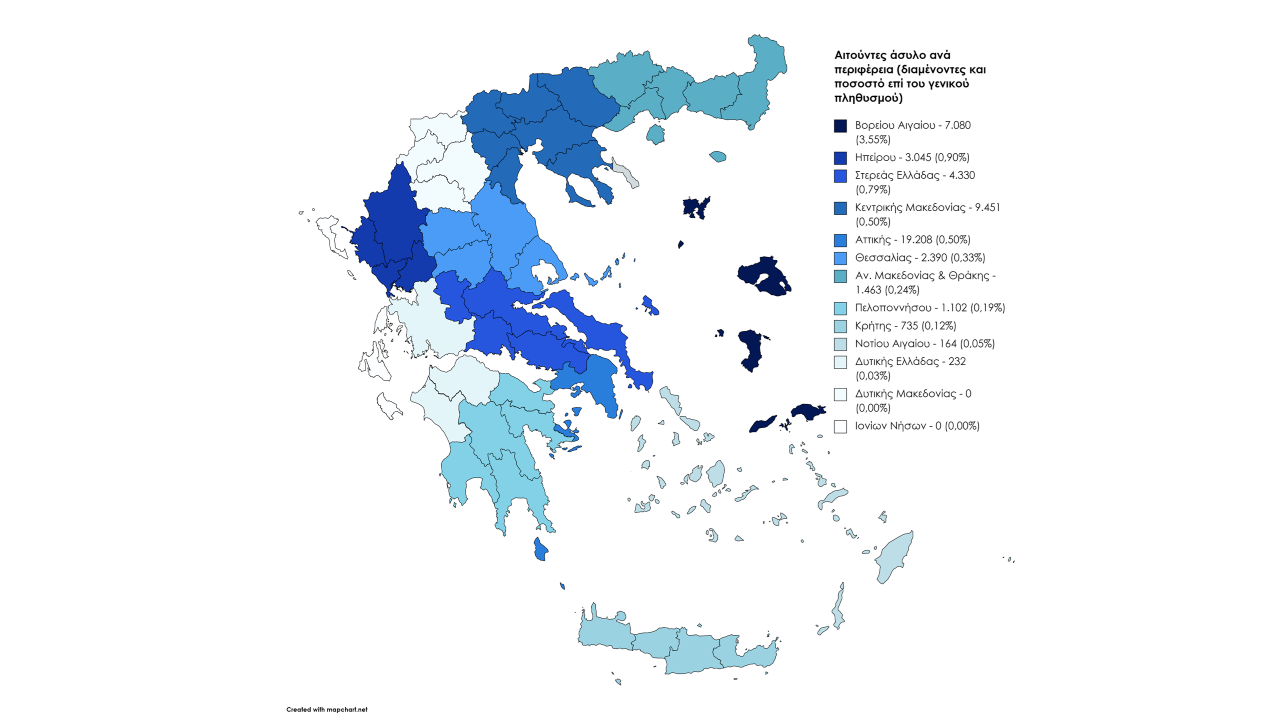 Αιτούντες άσυλο ανά
περιφέρεια (διαμένοντες και
ποσοστό επί του γενικού
πληθυσμού)
Βορείου Αιγαίου - 7.080
(3,55%)
Ηπείρου - 3.045 (0,90%)
Στερεάς Ελλάδας - 4.330
(0,79%)
Κεντρικής Μακεδονίας - 9.451
(0,50%)
Αττικής - 19.208 (0,50%)
Θεσσαλίας - 2.390 (0,33%)
Αν. Μακεδονίας & Θράκης -
1.463 (0,24%)
Πελοποννήσου - 1.102 (0,19%)
Κρήτης - 735 (0,12%)
Νοτίου Αιγαίου - 164 (0,05%)
Δυτικής Ελλάδας - 232
(0,03%)
Δυτικής Μακεδονίας - 0
(0,00%)
Ιονίων Νήσων - 0 (0,00%)
Created with mapchart.net